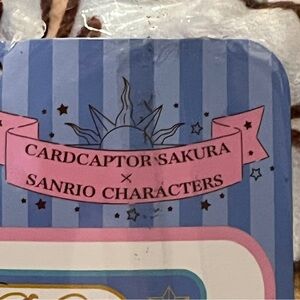 CARDCAPTOR SAKURA
×
SANRIO CHARACTERS